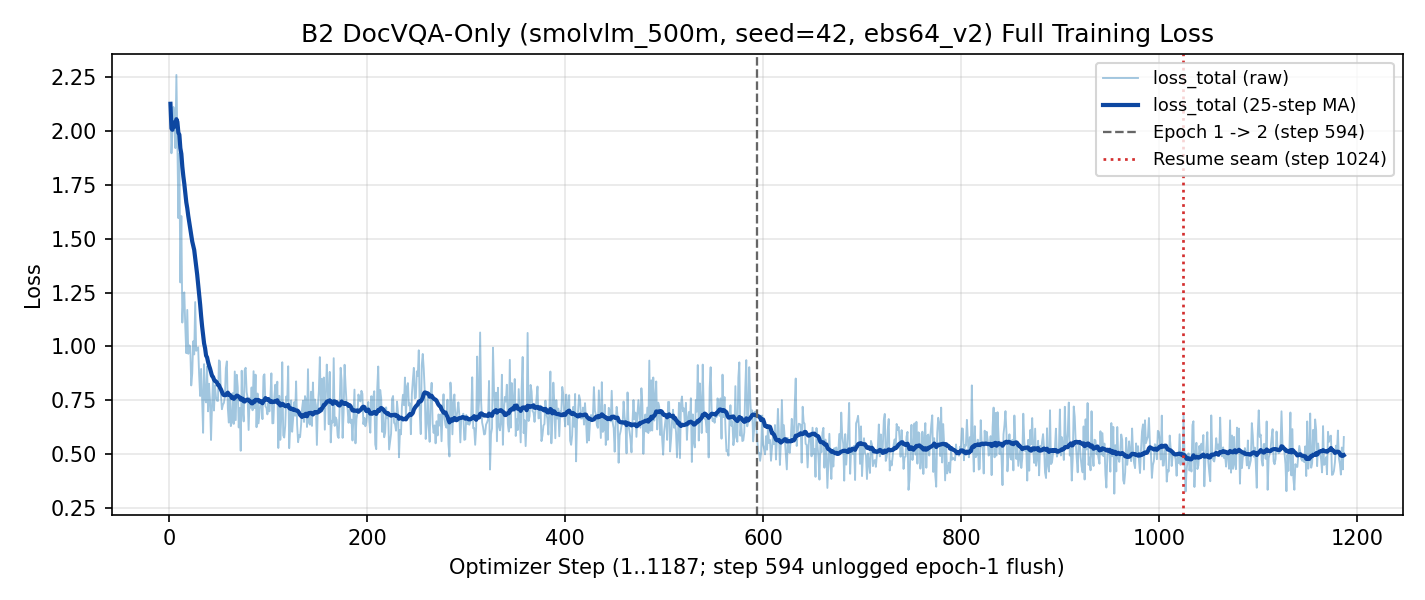 B2 DocVQA-Only (smolvlm_500m, seed=42, ebs64_v2) Full Training Loss
loss_total (raw)
loss_total (25-step MA)
Epoch 1 -> 2 (step 594)
Resume seam (step 1024)
Loss
2.25
2.00
1.75
1.50
1.25
1.00
0.75
0.50
0.25
0 200 400 600 800 1000 1200
Optimizer Step (1..1187; step 594 unlogged epoch-1 flush)